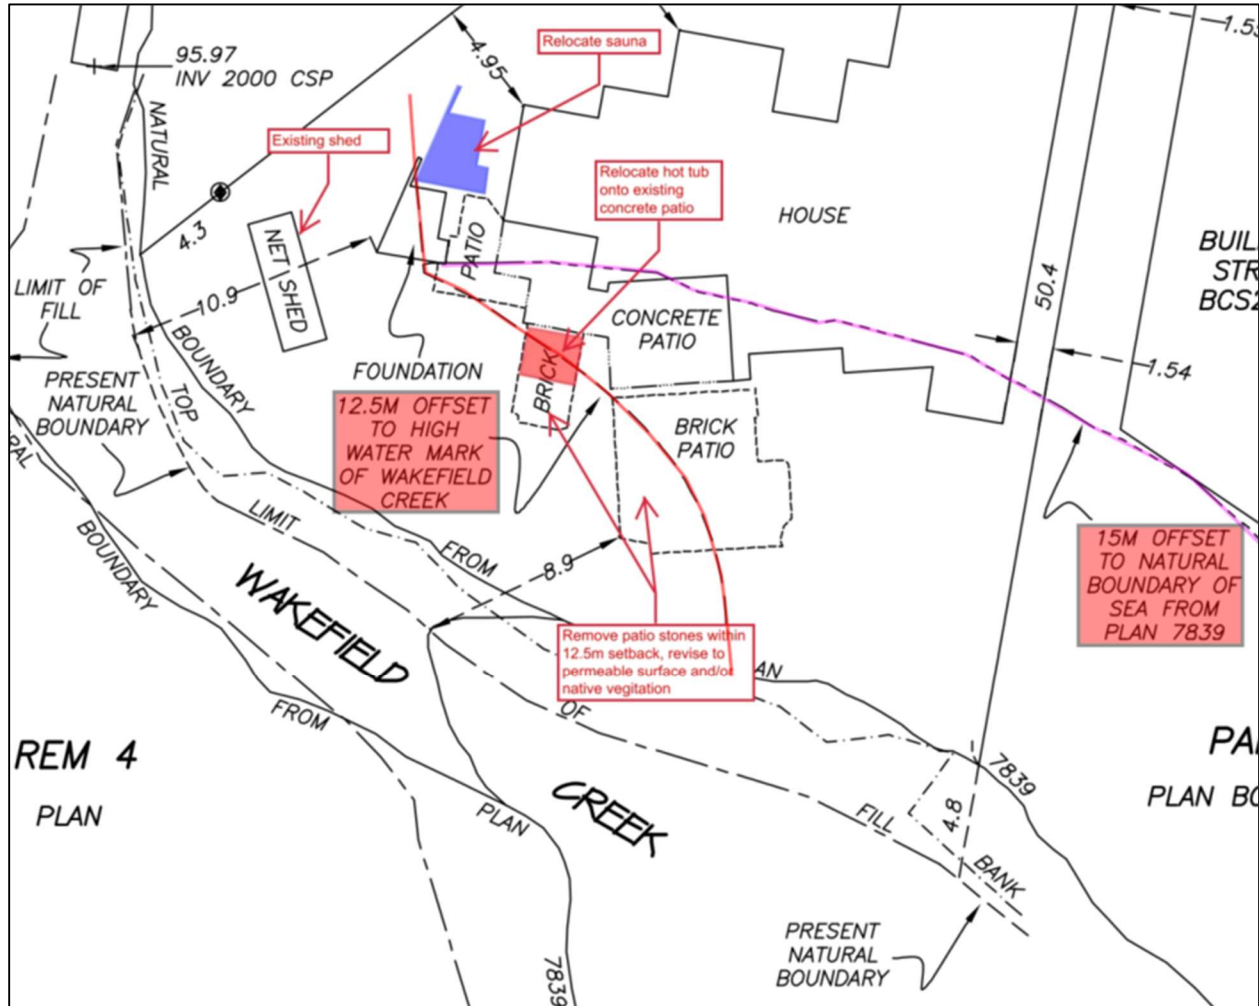 1.55
95.97
INV 2000 CSP
4.95
Relocate sauna
NATURAL
Existing shed
Relocate hot tub
onto existing
concrete patio
HOUSE
4.3
NET SHED
PATIO
BUIL
STR
BCS2
LIMIT OF
FILL
10.9
50.4
BOUNDARY
CONCRETE
PATIO
FOUNDATION
1.54
PRESENT
NATURAL
BOUNDARY
TOP
BRICK
12.5M OFFSET
TO HIGH
WATER MARK
OF WAKEFIELD
CREEK
BRICK
PATIO
PAL
BOUNDARY
LIMIT
FROM
8.9
15M OFFSET
TO NATURAL
BOUNDARY OF
SEA FROM
PLAN 7839
WAKEFIELD
Remove patio stones within
12.5m setback, revise to
permeable surface and/or
native vegitation
AN
OF
FROM
REM 4
PLAN
CREEK
PLAN
7839
PA
PLAN BC
FILL
4.8
BANK
PRESENT
NATURAL
BOUNDARY
7839